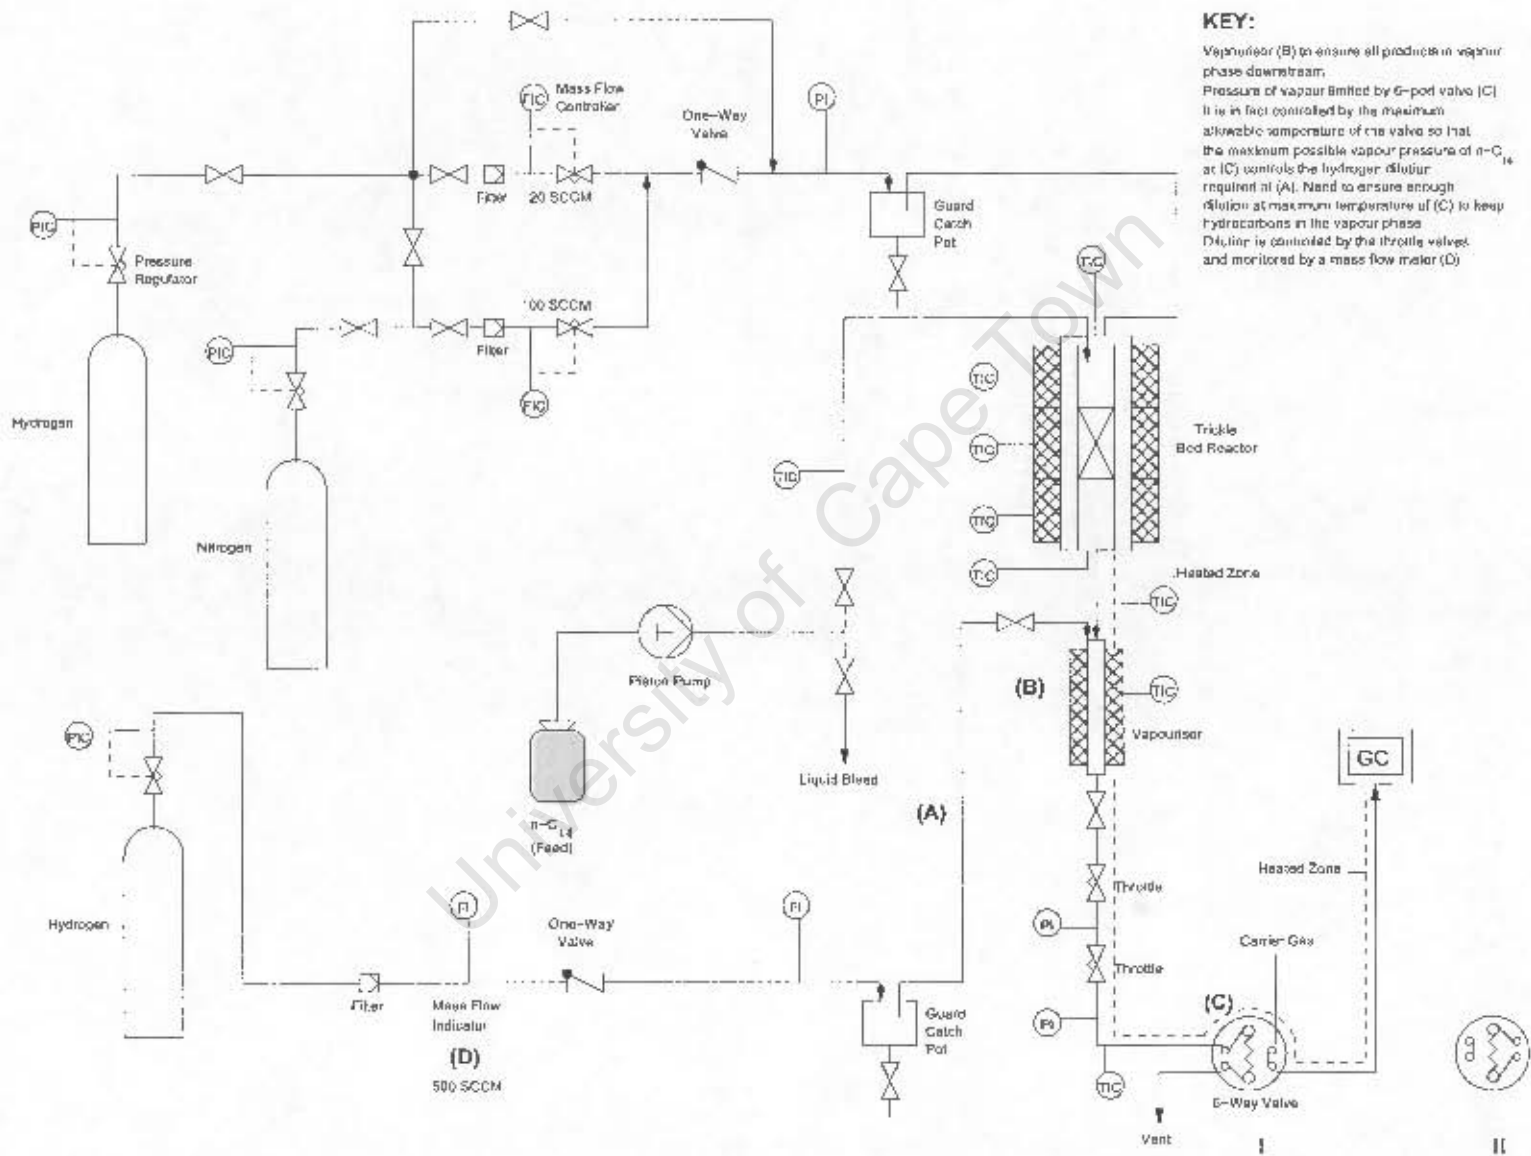 KEY:
Vapouriser (B) to ensure all products in vapour
phase downstream.
Pressure of vapour limited by 6-port valve (C)
It is in fact controlled by the maximum
allowable temperature of the valve so that
the maximum possible vapour pressure of n-C14
at (C) controls the hydrogen dilution
required at (A). Need to ensure enough
dilution at maximum temperature of (C) to keep
hydrocarbons in the vapour phase
Dilution is controlled by the throttle valves
and monitored by a mass flow meter (D)
FIC
Mass Flow
Controller
One-Way
Valve
PI
Filter
20 SCCM
Guard
Catch
Pot
PIC
Pressure
Regulator
TIC
00 SCCM
PIC
Filter
FIC
TIC
Hydrogen
Trickle
Bed Reactor
TIC
TIC
TIC
Nitrogen
TIC
Heated Zone
TIC
Piston Pump
(B)
TIC
PIC
Vapouriser
GC
Liquid Bleed
(A)
n-C14
(Feed)
Heated Zone
Throttle
FI
PI
Hydrogen
One-Way
Valve
PI
Carrier Gas
Throttle
Filter
Mass Flow
Indicator
(D)
500 SCCM
Guard
Catch
Pot
(C)
PI
TIC
6-Way Valve
Vent
I
II
University of Cape Town